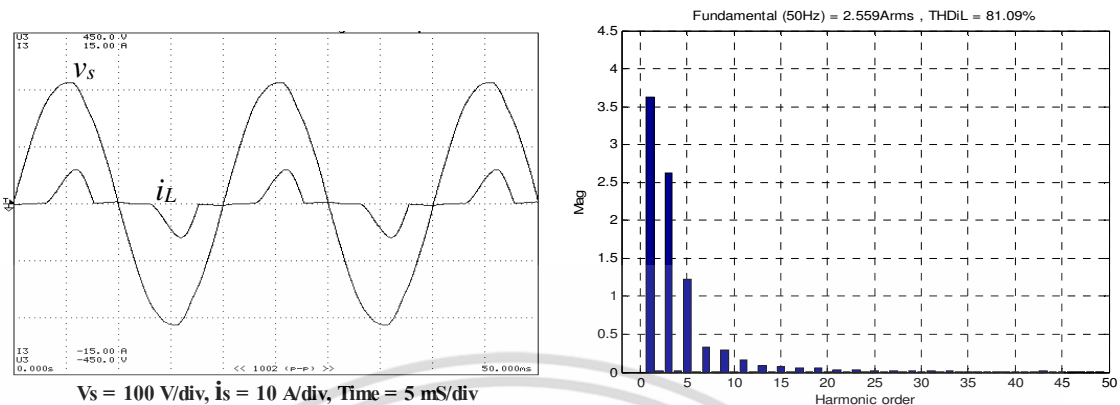 U3 450.0 V
I3 15.00 A
vs
iL
I3 -15.00 A
U3 -450.0 V
0.000s << 1002 (p-p) >> 50.000ms
Vs = 100 V/div, is = 10 A/div, Time = 5 mS/div
Fundamental (50Hz) = 2.559Arms , THDiL = 81.09%
4.5
4
3.5
3
2.5
2
1.5
1
0.5
0
Mag
0 5 10 15 20 25 30 35 40 45 50
Harmonic order